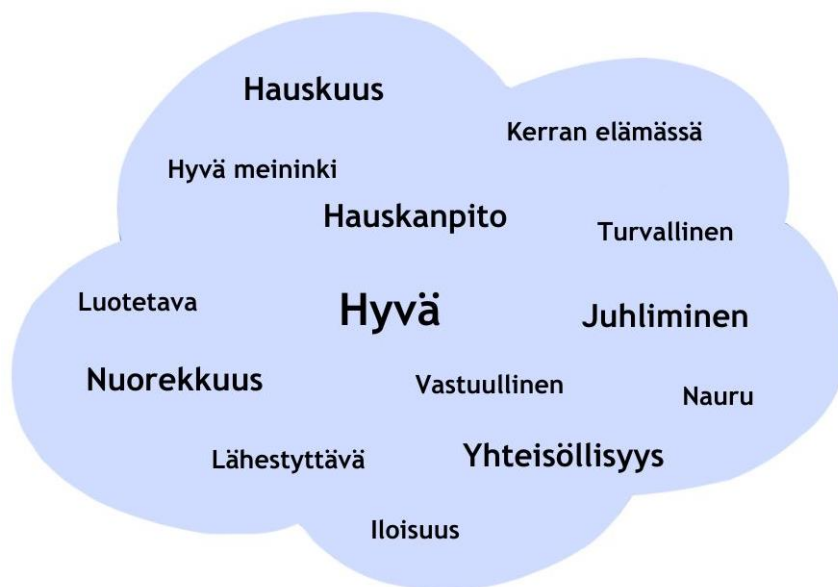 Hauskuus
Kerran elämässä
Hyvä meininki
Hauskanpito
Turvallinen
Luotetava
Hyvä
Juhliminen
Nuorekkuus
Vastuullinen
Nauru
Lähestyttävä
Yhteisöllisyys
Iloisuus